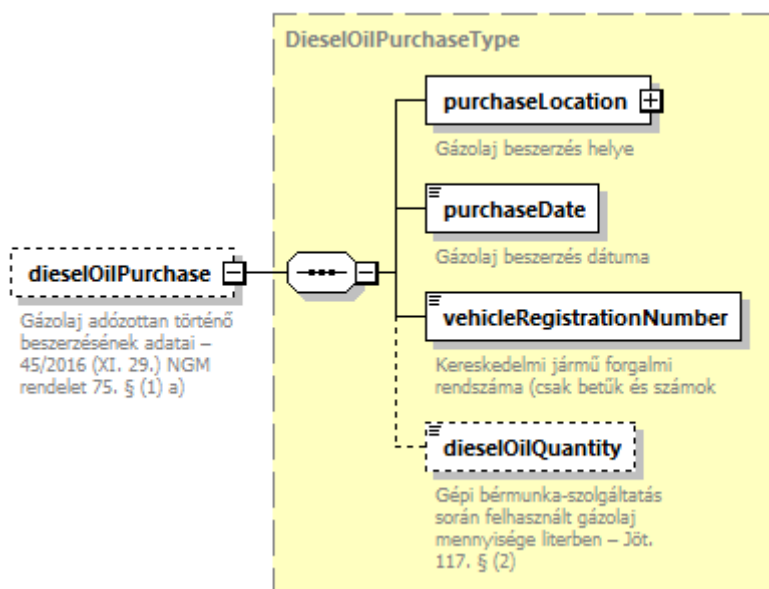 DieselOilPurchaseType
purchaseLocation
Gázolaj beszerzés helye
purchaseDate
Gázolaj beszerzés dátuma
dieselOilPurchase
Gázolaj adózottan történő
beszerzésének adatai –
45/2016 (XI. 29.) NGM
rendelet 75. § (1) a)
vehicleRegistrationNumber
Kereskedelmi jármű forgalmi
rendszáma (csak betűk és számok
dieselOilQuantity
Gépi bérmunka-szolgáltatás
során felhasznált gázolaj
mennyisége literben – Jöt.
117. § (2)